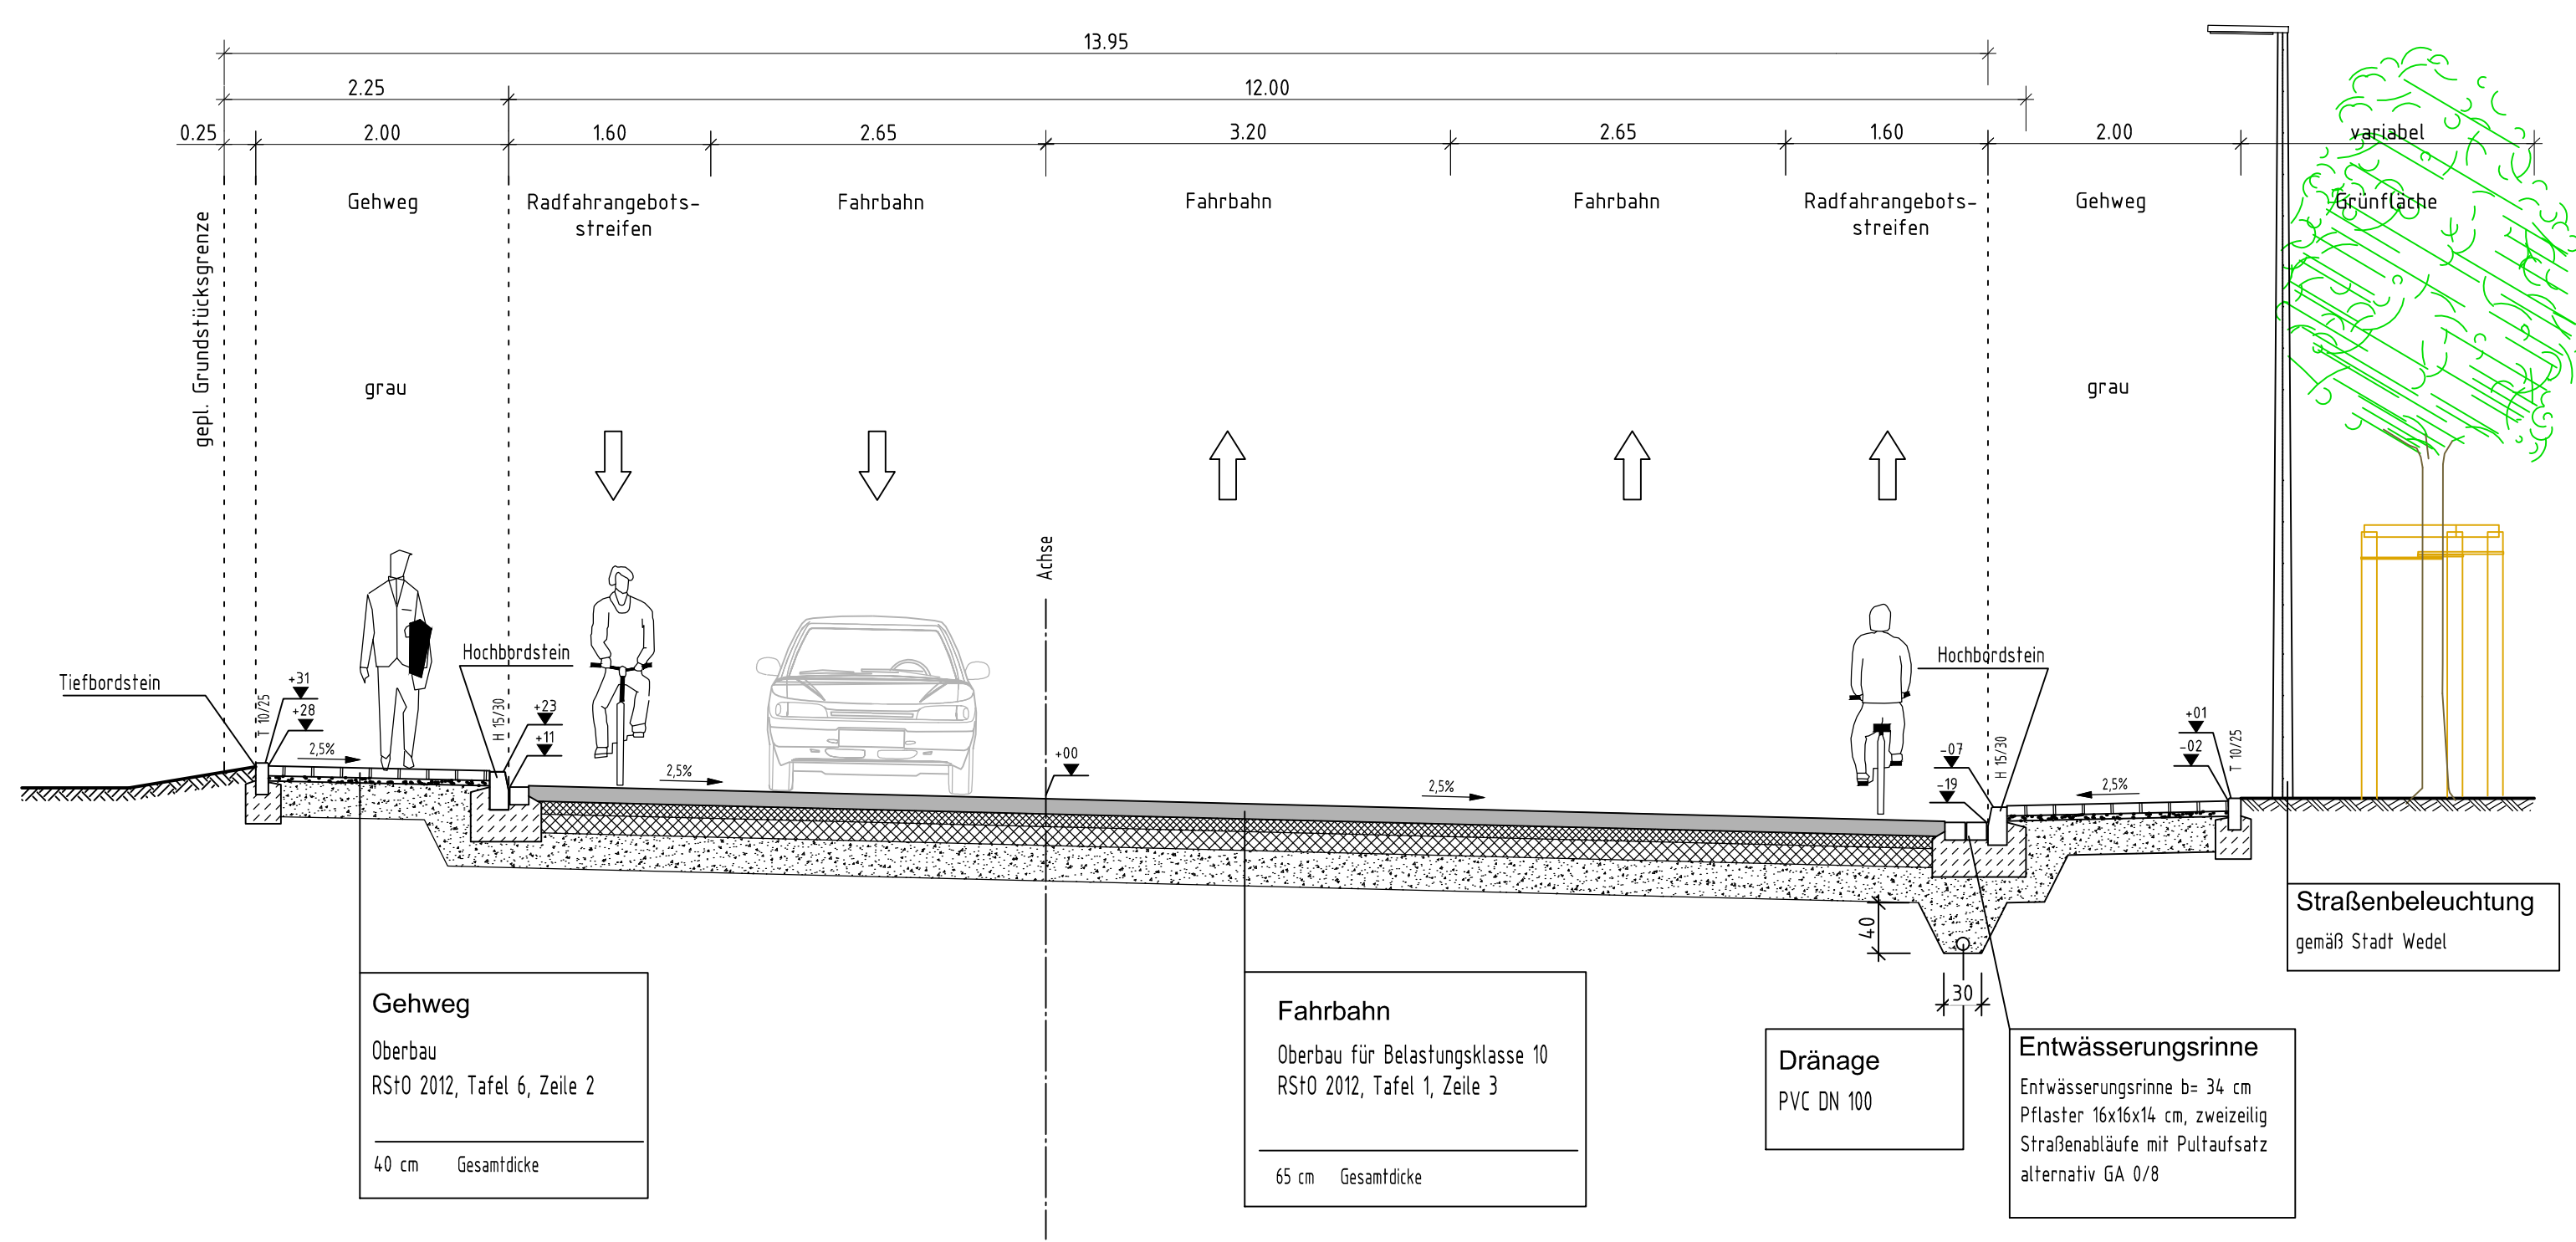 13.95
2.25
12.00
0.25
2.00
1.60
2.65
3.20
2.65
1.60
2.00
variabel
gepl. Grundstücksgrenze
Gehweg
Radfahrangebots-
streifen
Fahrbahn
Fahrbahn
Fahrbahn
Radfahrangebots-
streifen
Gehweg
Grünfläche
grau
grau
Achse
Tiefbordstein
T 10/25
+31
+28
2,5%
Hochbordstein
H 15/30
+23
+11
2,5%
+00
2,5%
Hochbordstein
-07
H 15/30
-19
2,5%
+01
-02
T 10/25
40
30
Gehweg
Oberbau
RStO 2012, Tafel 6, Zeile 2
40 cm Gesamtdicke
Fahrbahn
Oberbau für Belastungsklasse 10
RStO 2012, Tafel 1, Zeile 3
65 cm Gesamtdicke
Dränage
PVC DN 100
Entwässerungsrinne
Entwässerungsrinne b= 34 cm
Pflaster 16x16x14 cm, zweizeilig
Straßenabläufe mit Pultaufsatz
alternativ GA 0/8
Straßenbeleuchtung
gemäß Stadt Wedel